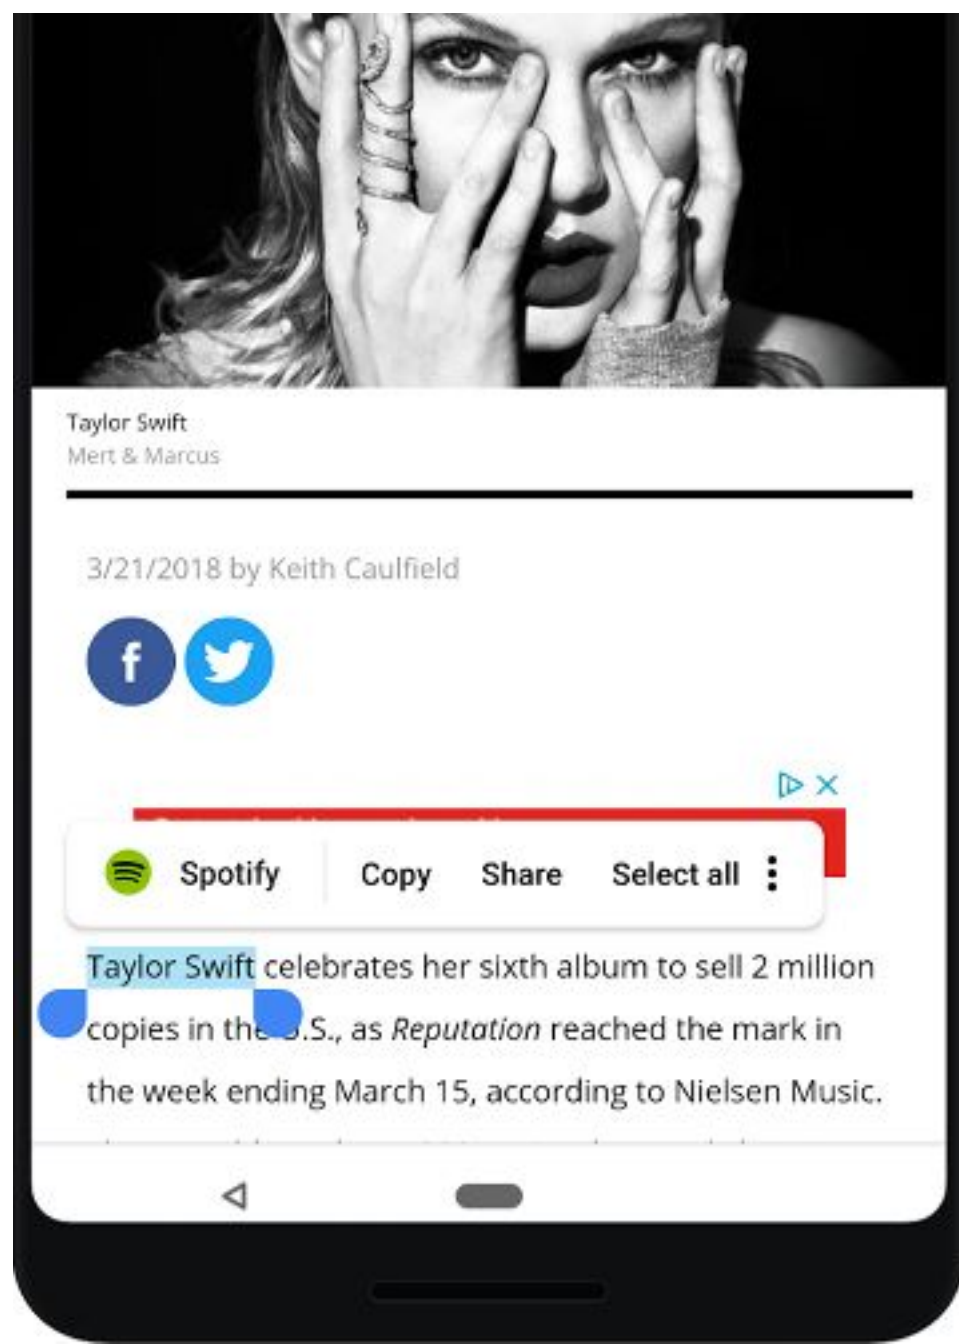 Taylor Swift
Mert & Marcus
3/21/2018 by Keith Caulfield
f
Spotify Copy Share Select all
Taylor Swift celebrates her sixth album to sell 2 million
copies in the U.S., as Reputation reached the mark in
the week ending March 15, according to Nielsen Music.